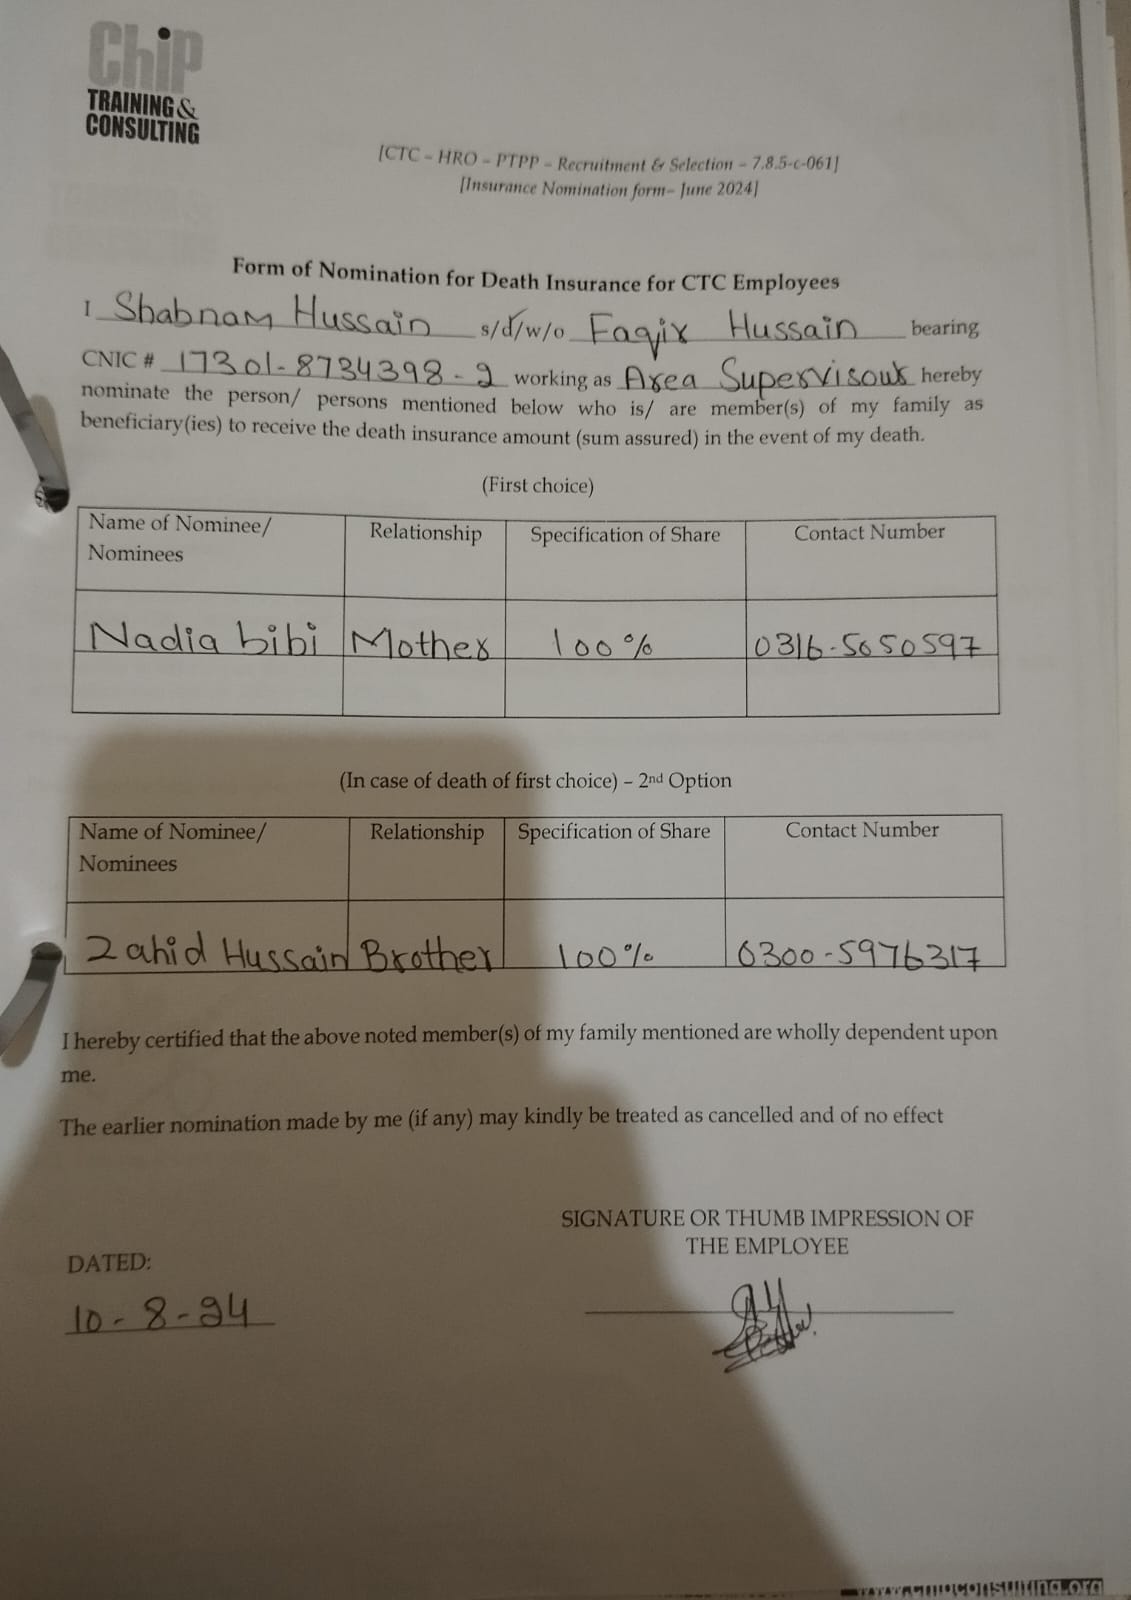 Chip
TRAINING &
CONSULTING
[CTC – HRO – PTPP – Recruitment & Selection – 7.8.5-c-061]
[Insurance Nomination form– June 2024]
Form of Nomination for Death Insurance for CTC Employees
I Shabnam Hussain s/d/w/o Faqir Hussain bearing
CNIC # 17301-8734398-2 working as Area Supervisour hereby
nominate the person/ persons mentioned below who is/ are member(s) of my family as
beneficiary(ies) to receive the death insurance amount (sum assured) in the event of my death.
(First choice)
Name of Nominee/ Nominees Relationship Specification of Share Contact Number
Nadia bibi Mother 100% 0316-5050597
(In case of death of first choice) – 2nd Option
Name of Nominee/ Nominees Relationship Specification of Share Contact Number
Zahid Hussain Brother 100% 0300-5976317
I hereby certified that the above noted member(s) of my family mentioned are wholly dependent upon
me.
The earlier nomination made by me (if any) may kindly be treated as cancelled and of no effect
SIGNATURE OR THUMB IMPRESSION OF
THE EMPLOYEE
DATED:
10-8-24
www.chipconsulting.org